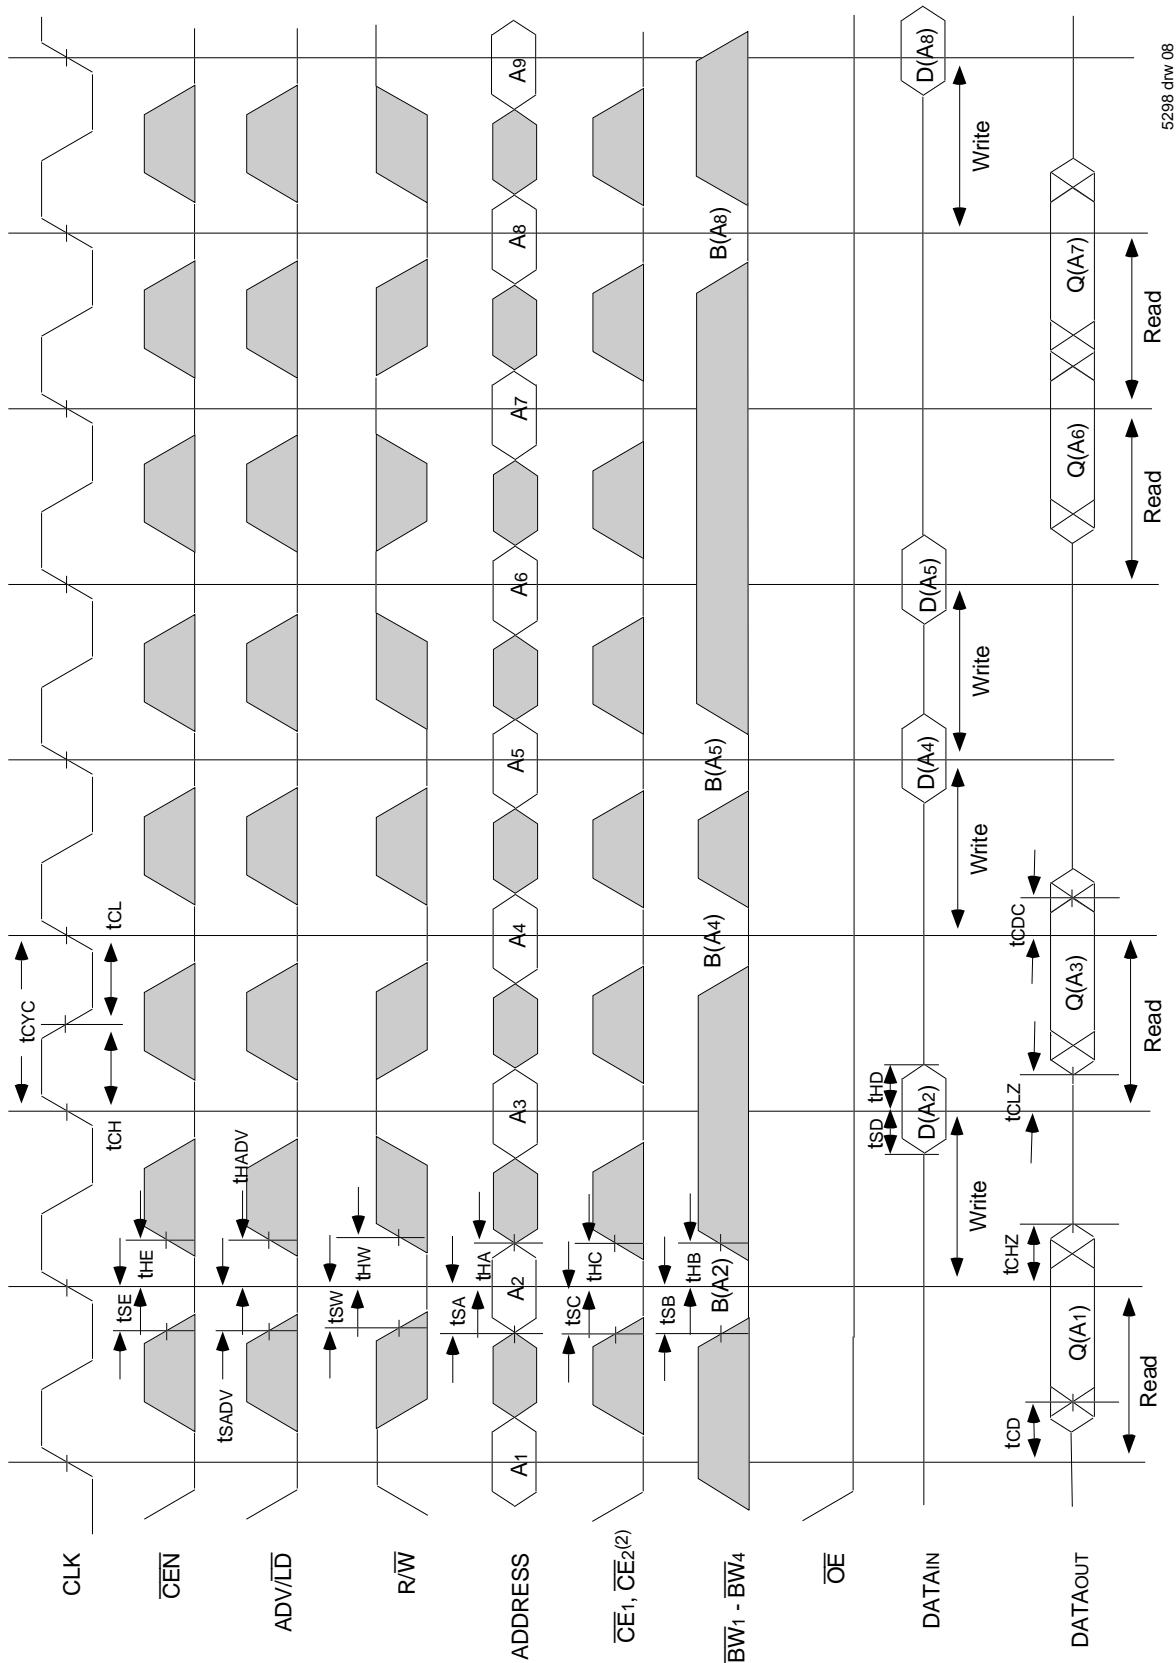 CLK
tCYC
tCH
tCL
CEN
tSE
tHE
ADV/LD
tSADV
tHADV
R/W
tSW
tHW
ADDRESS
A1
A2
A3
A4
A5
A6
A7
A8
A9
tSA
tHA
CE1, CE2(2)
tSC
tHC
BW1 - BW4
tSB
tHB
B(A2)
B(A4)
B(A5)
B(A8)
OE
DATAIN
tSD
tHD
D(A2)
D(A4)
D(A5)
D(A8)
Write
Write
Write
Write
DATAOUT
tCD
tCHZ
tCLZ
tCDC
Q(A1)
Q(A3)
Q(A6)
Q(A7)
Read
Read
Read
Read
5298 drw 08